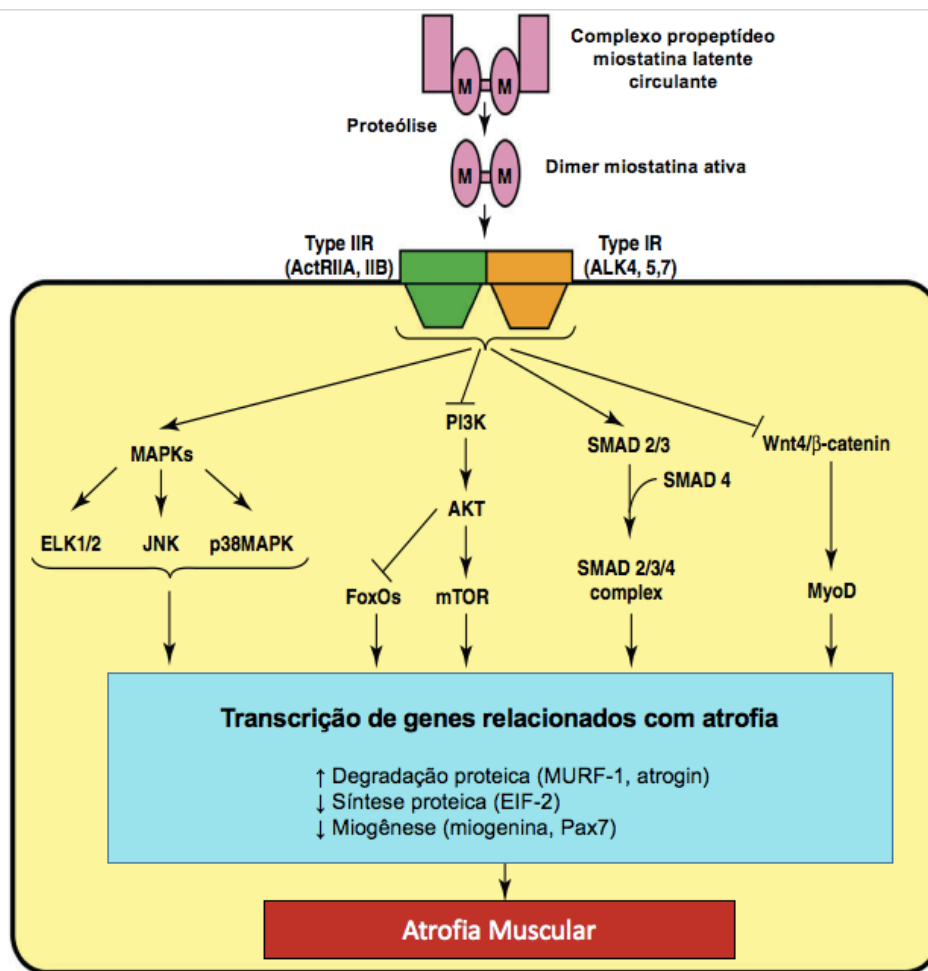 Complexo propeptídeo
miostatina latente
circulante
M M
Proteólise
M M
Dimer miostatina ativa
Type IIR
(ActRIIA, IIB)
Type IR
(ALK4, 5,7)
MAPKs
ELK1/2 JNK p38MAPK
PI3K
AKT
FoxOs mTOR
SMAD 2/3
SMAD 4
SMAD 2/3/4
complex
Wnt4/β-catenin
MyoD
Transcrição de genes relacionados com atrofia
↑ Degradação proteica (MURF-1, atrogin)
↓ Síntese proteica (EIF-2)
↓ Miogênese (miogenina, Pax7)
Atrofia Muscular